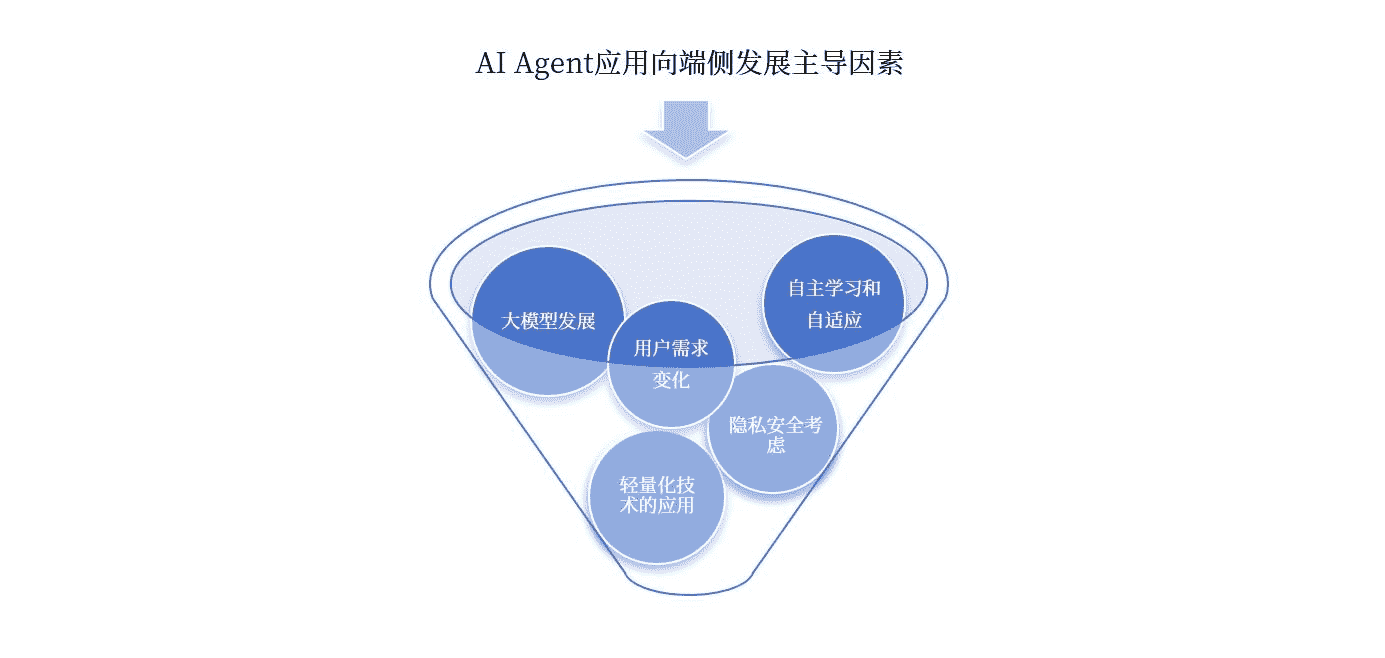 AI Agent应用向端侧发展主导因素
大模型发展
用户需求
变化
自主学习和
自适应
隐私安全考
虑
轻量化技
术的应用